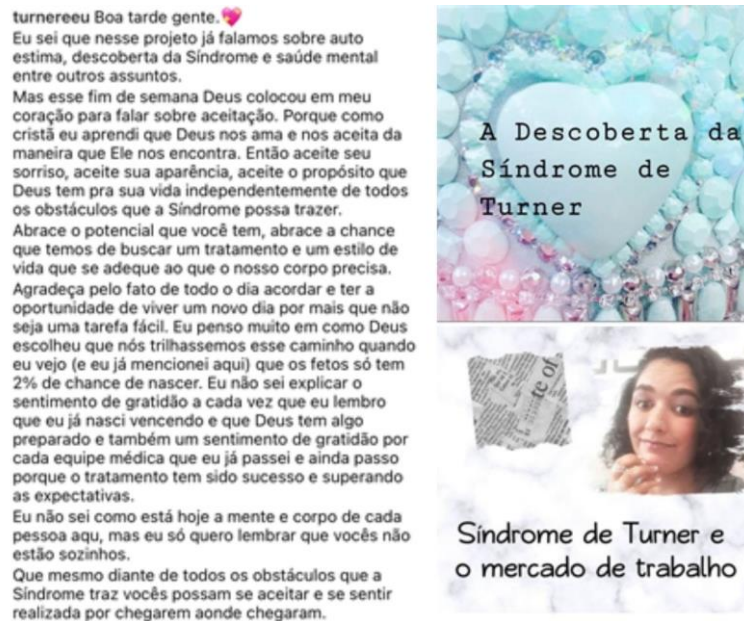 turnereeu Boa tarde gente.💖
Eu sei que nesse projeto já falamos sobre auto
estima, descoberta da Síndrome e saúde mental
entre outros assuntos.
Mas esse fim de semana Deus colocou em meu
coração para falar sobre aceitação. Porque como
cristã eu aprendi que Deus nos ama e nos aceita da
maneira que Ele nos encontra. Então aceite seu
sorriso, aceite sua aparência, aceite o propósito que
Deus tem pra sua vida independentemente de todos
os obstáculos que a Síndrome possa trazer.
Abrace o potencial que você tem, abrace a chance
que temos de buscar um tratamento e um estilo de
vida que se adeque ao que o nosso corpo precisa.
Agradeça pelo fato de todo o dia acordar e ter a
oportunidade de viver um novo dia por mais que não
seja uma tarefa fácil. Eu penso muito em como Deus
escolheu que nós trilhassemos esse caminho quando
eu vejo (e eu já mencionei aqui) que os fetos só tem
2% de chance de nascer. Eu não sei explicar o
sentimento de gratidão a cada vez que eu lembro
que eu já nasci vencendo e que Deus tem algo
preparado e também um sentimento de gratidão por
cada equipe médica que eu já passei e ainda passo
porque o tratamento tem sido sucesso e superando
as expectativas.
Eu não sei como está hoje a mente e corpo de cada
pessoa aqu, mas eu só quero lembrar que vocês não
estão sozinhos.
Que mesmo diante de todos os obstáculos que a
Síndrome traz vocês possam se aceitar e se sentir
realizada por chegarem aonde chegaram.
A Descoberta da
Síndrome de
Turner
te of
Síndrome de Turner e
o mercado de trabalho